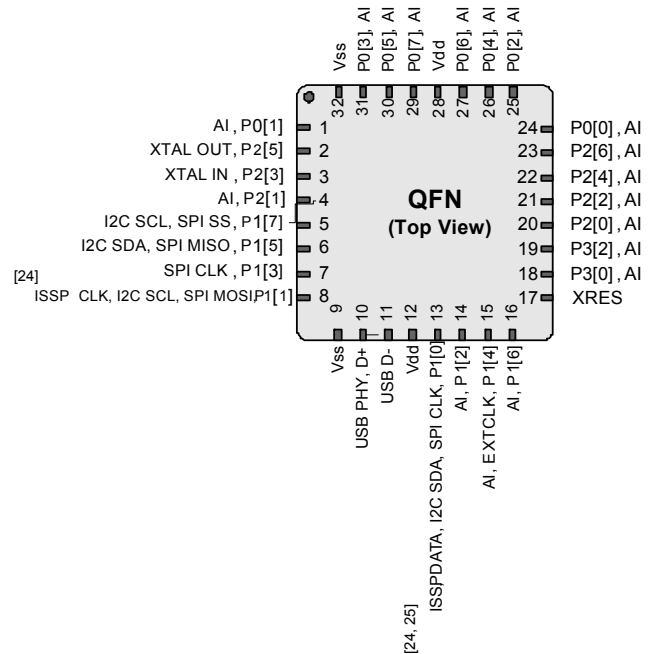 Vss
P0[3], AI
P0[5], AI
P0[7], AI
Vdd
P0[6], AI
P0[4], AI
P0[2], AI
32
31
30
29
28
27
26
25
AI , P0[1]
1
XTAL OUT, P2[5]
2
XTAL IN , P2[3]
3
AI, P2[1]
4
I2C SCL, SPI SS, P1[7]
5
I2C SDA, SPI MISO , P1[5]
6
[24]
SPI CLK , P1[3]
7
ISSP CLK, I2C SCL, SPI MOSI,P1[1]
8
QFN
(Top View)
24
P0[0] , AI
23
P2[6] , AI
22
P2[4] , AI
21
P2[2] , AI
20
P2[0] , AI
19
P3[2] , AI
18
P3[0] , AI
17
XRES
9
10
11
12
13
14
15
16
Vss
USB PHY, D+
USB D-
Vdd
ISSPDATA, I2C SDA, SPI CLK, P1[0]
AI, P1[2]
AI, EXTCLK, P1[4]
AI, P1[6]
[24, 25]